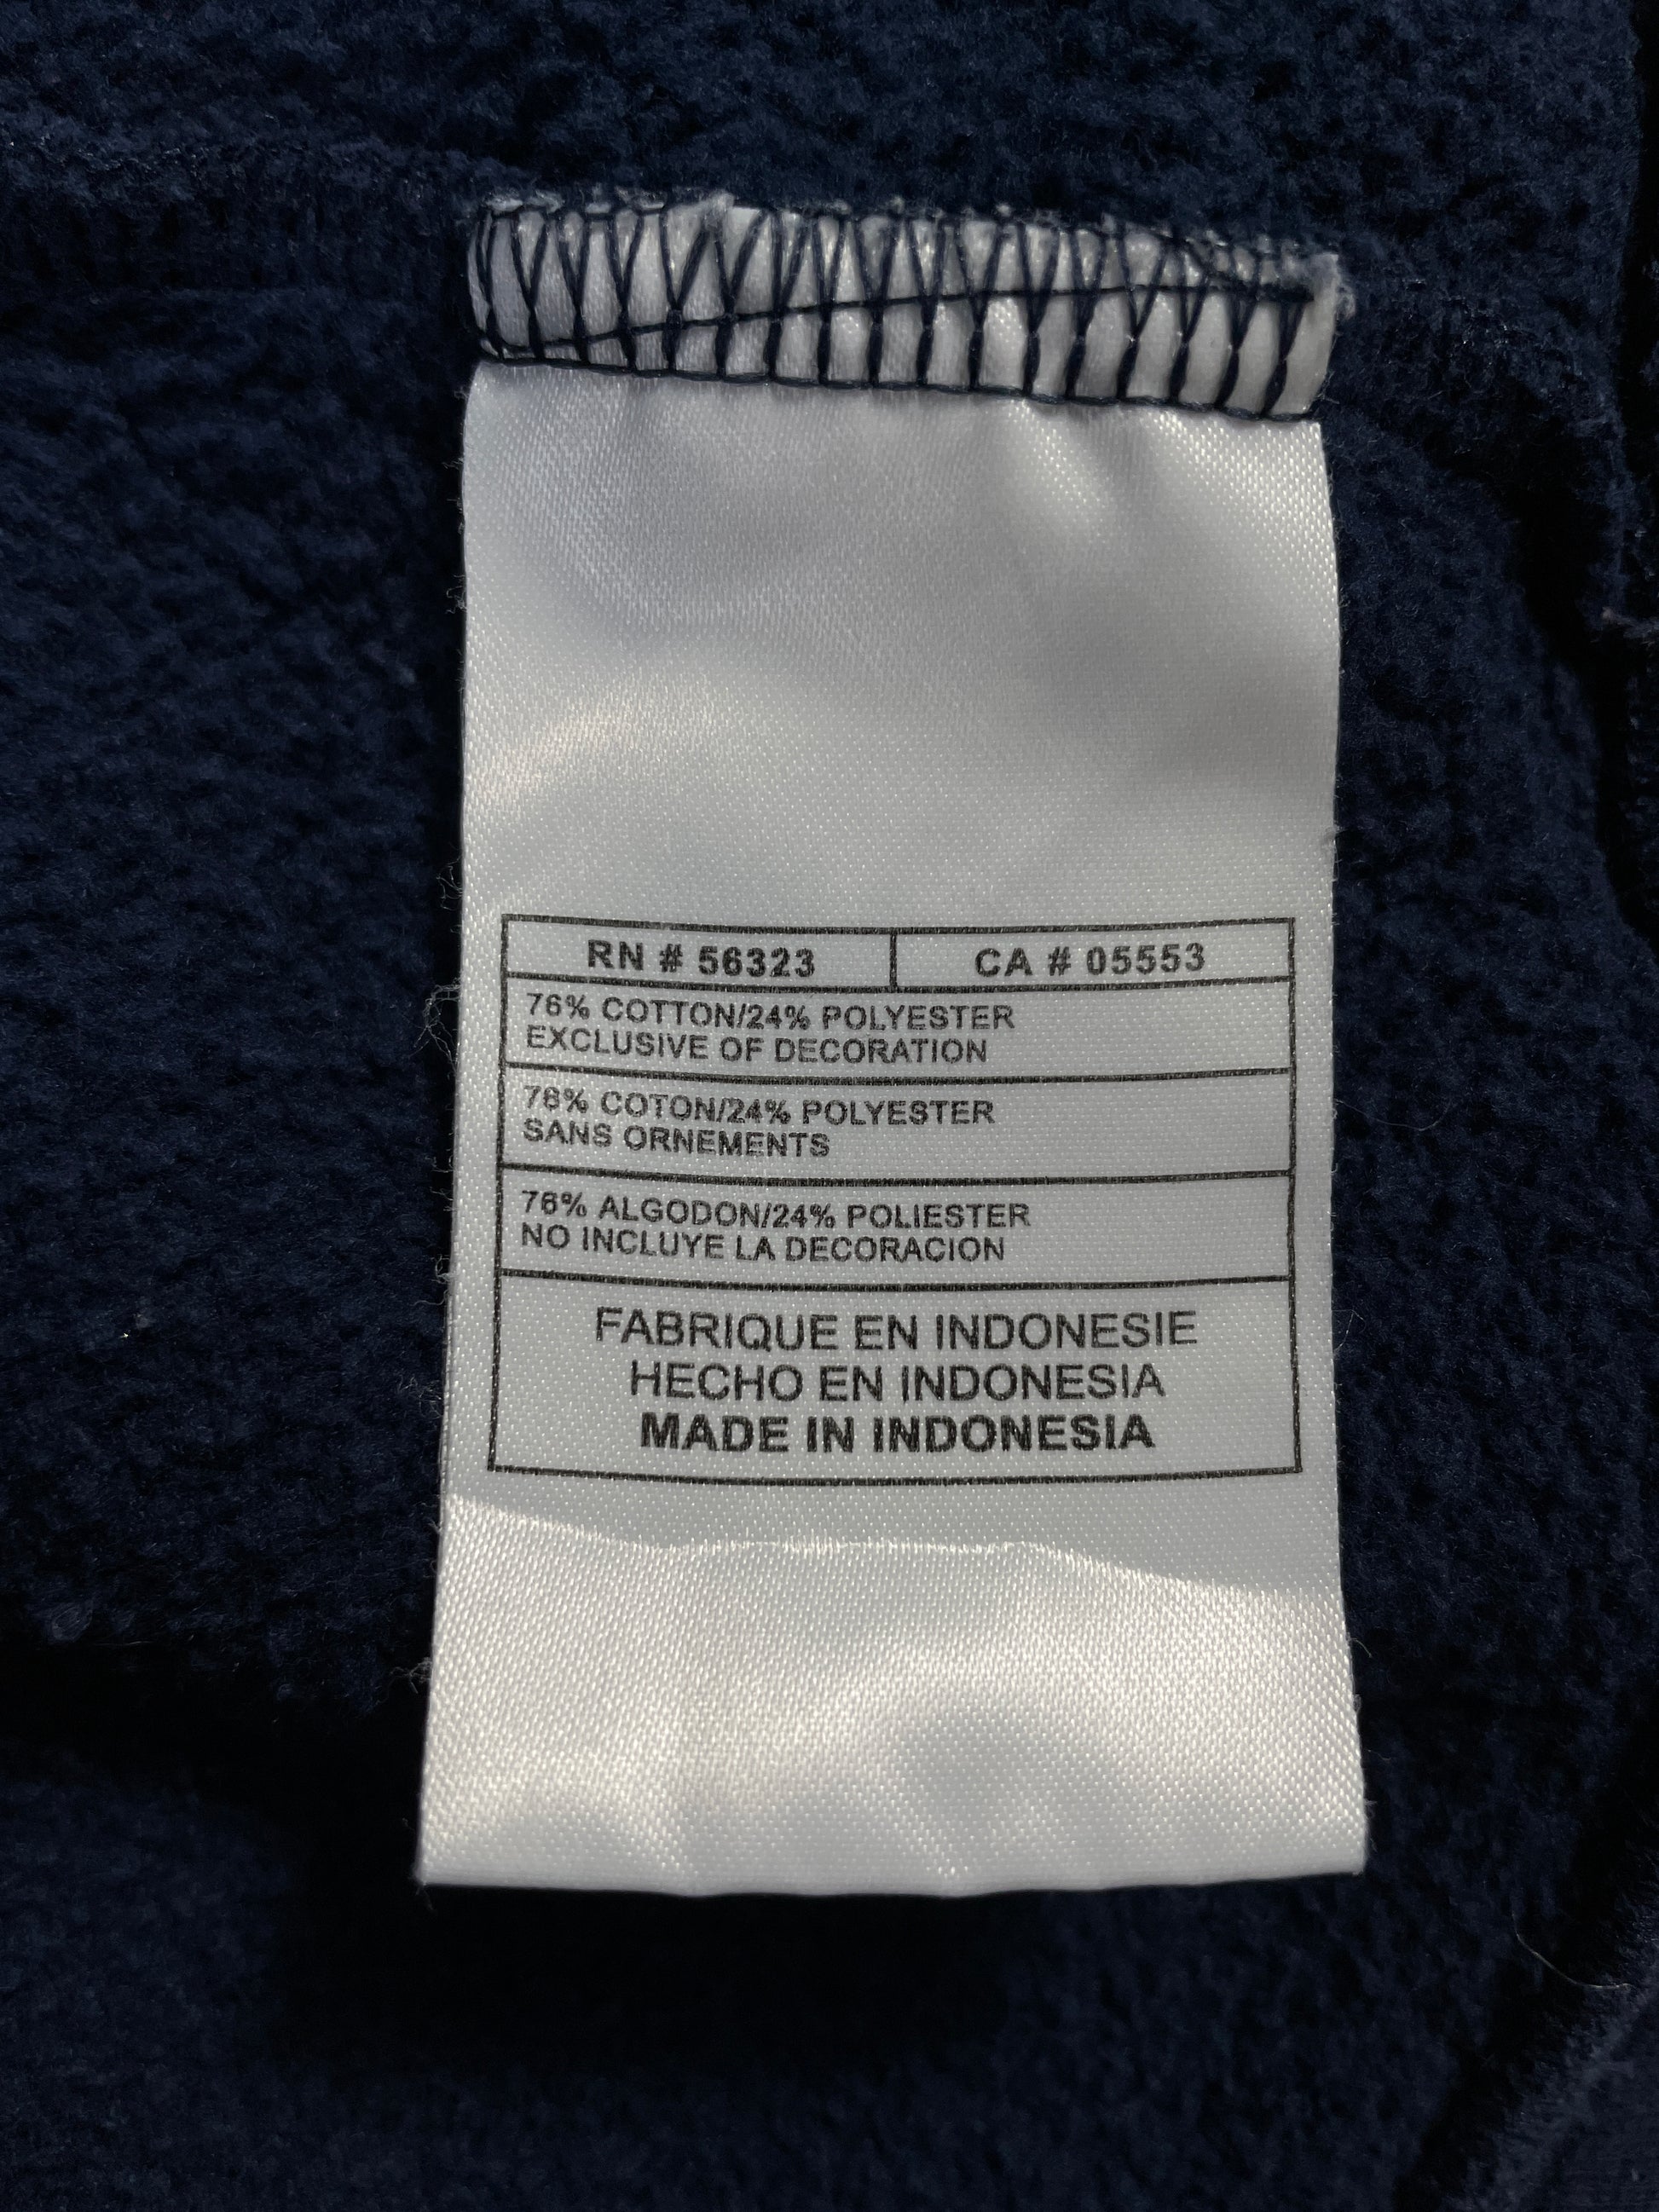 RN # 56323 CA # 05553
76% COTTON/24% POLYESTER
EXCLUSIVE OF DECORATION
76% COTON/24% POLYESTER
SANS ORNEMENTS
76% ALGODON/24% POLIESTER
NO INCLUYE LA DECORACION
FABRIQUE EN INDONESIE
HECHO EN INDONESIA
MADE IN INDONESIA